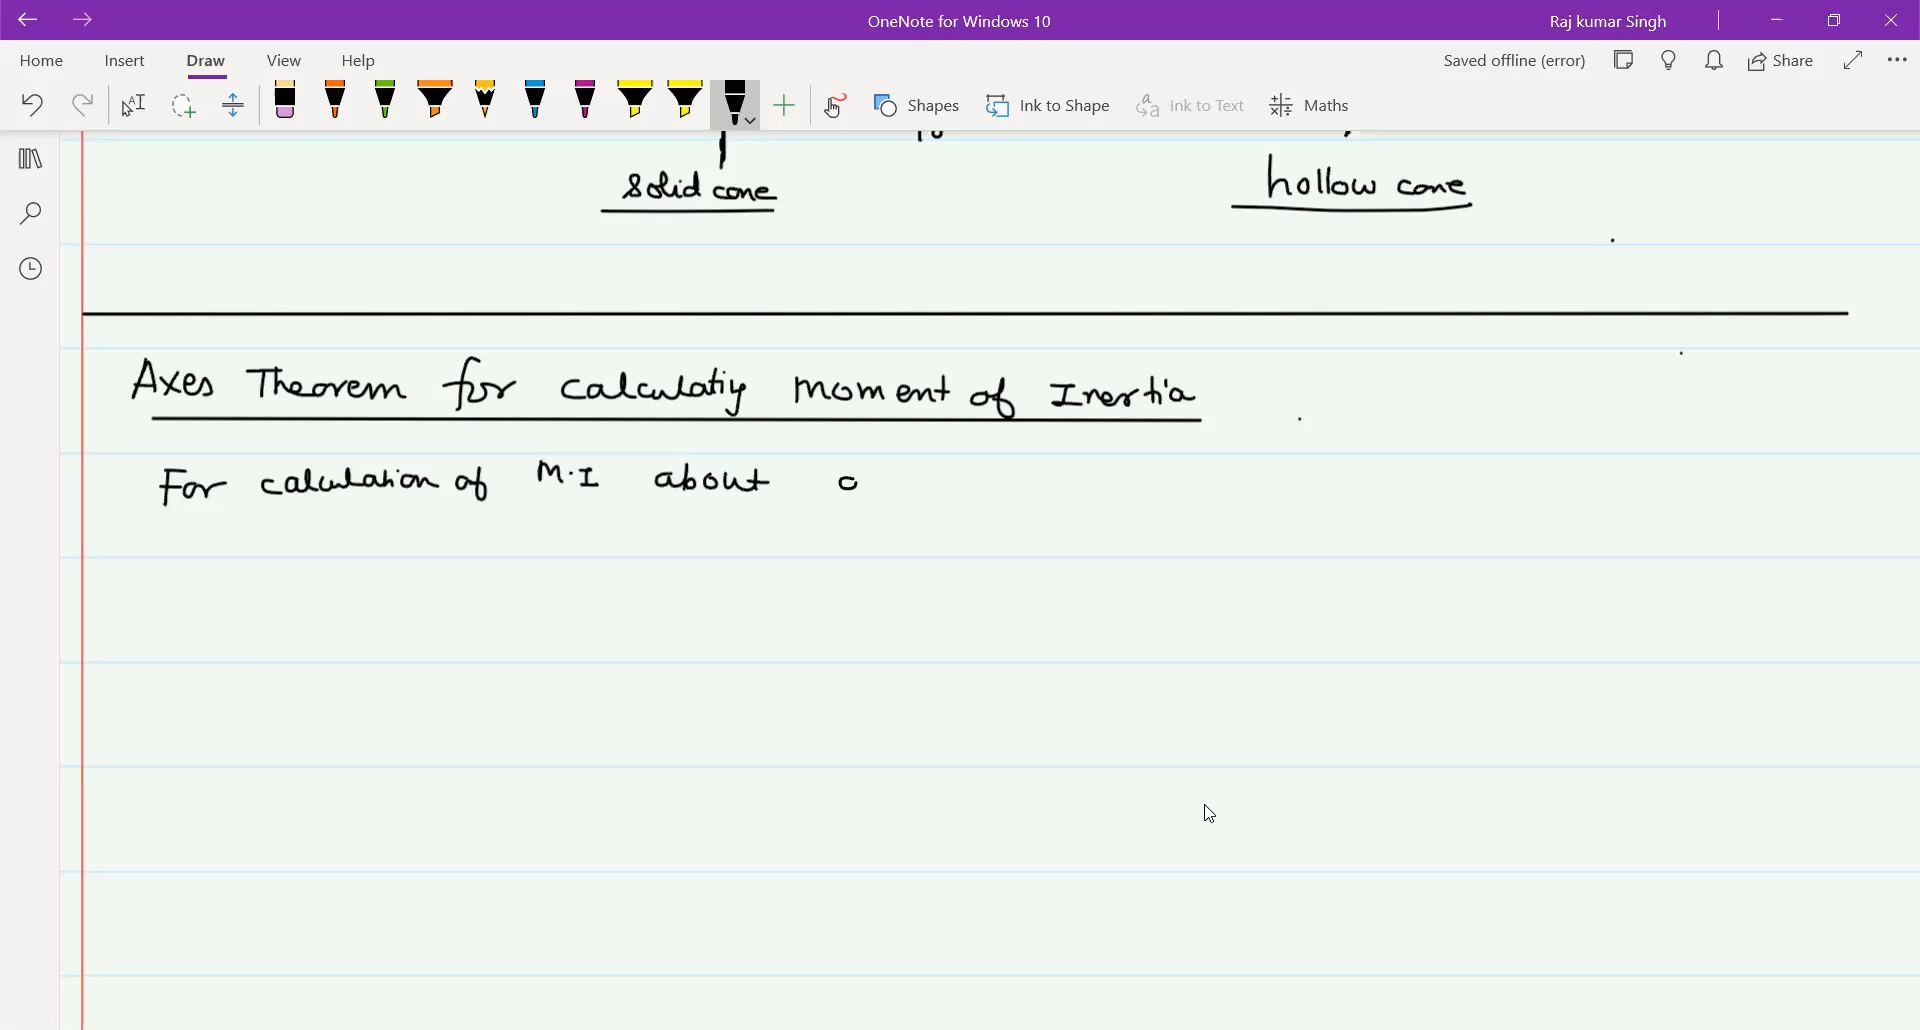 OneNote for Windows 10
Raj kumar Singh
Home Insert Draw View Help
Saved offline (error) Share
Shapes Ink to Shape Ink to Text Maths
solid cone
hollow cone
Axes Theorem for calculatiy Moment of Inertia
For calculation of M.I about